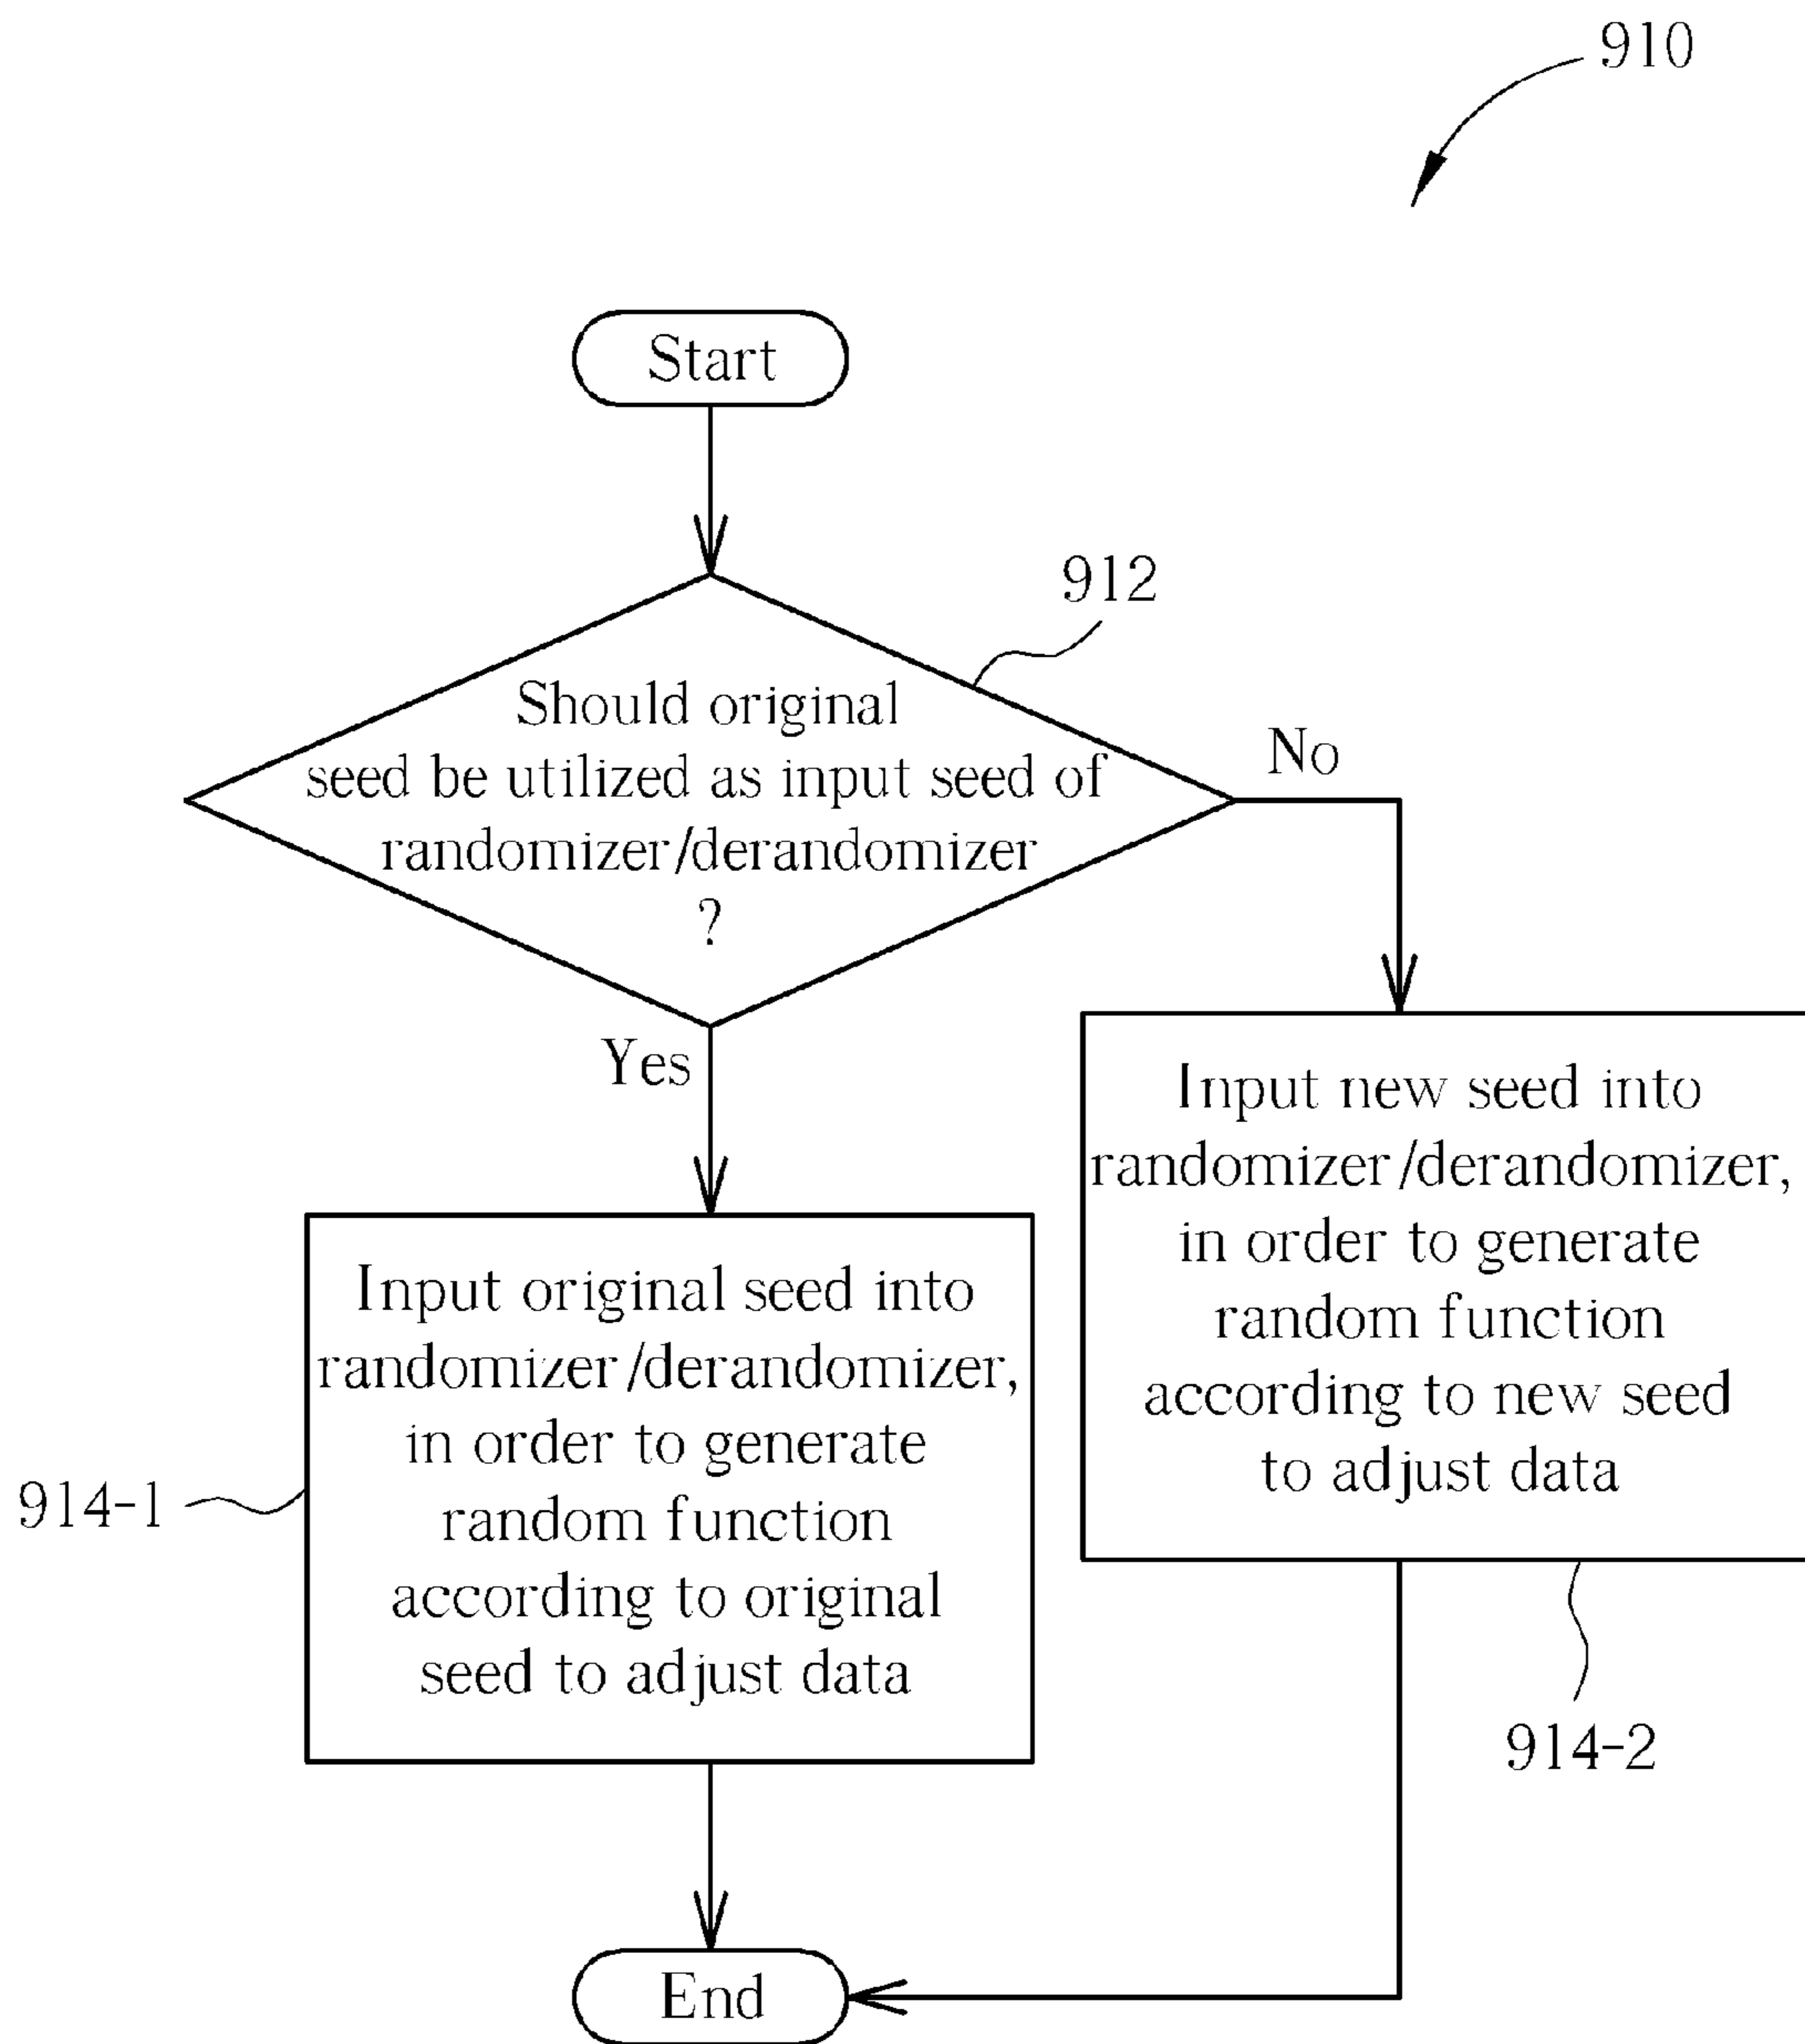 910
Start
912
Should original
seed be utilized as input seed of
randomizer/derandomizer
?
No
Yes
Input new seed into
randomizer/derandomizer,
in order to generate
random function
according to new seed
to adjust data
Input original seed into
randomizer/derandomizer,
in order to generate
random function
according to original
seed to adjust data
914-1
914-2
End